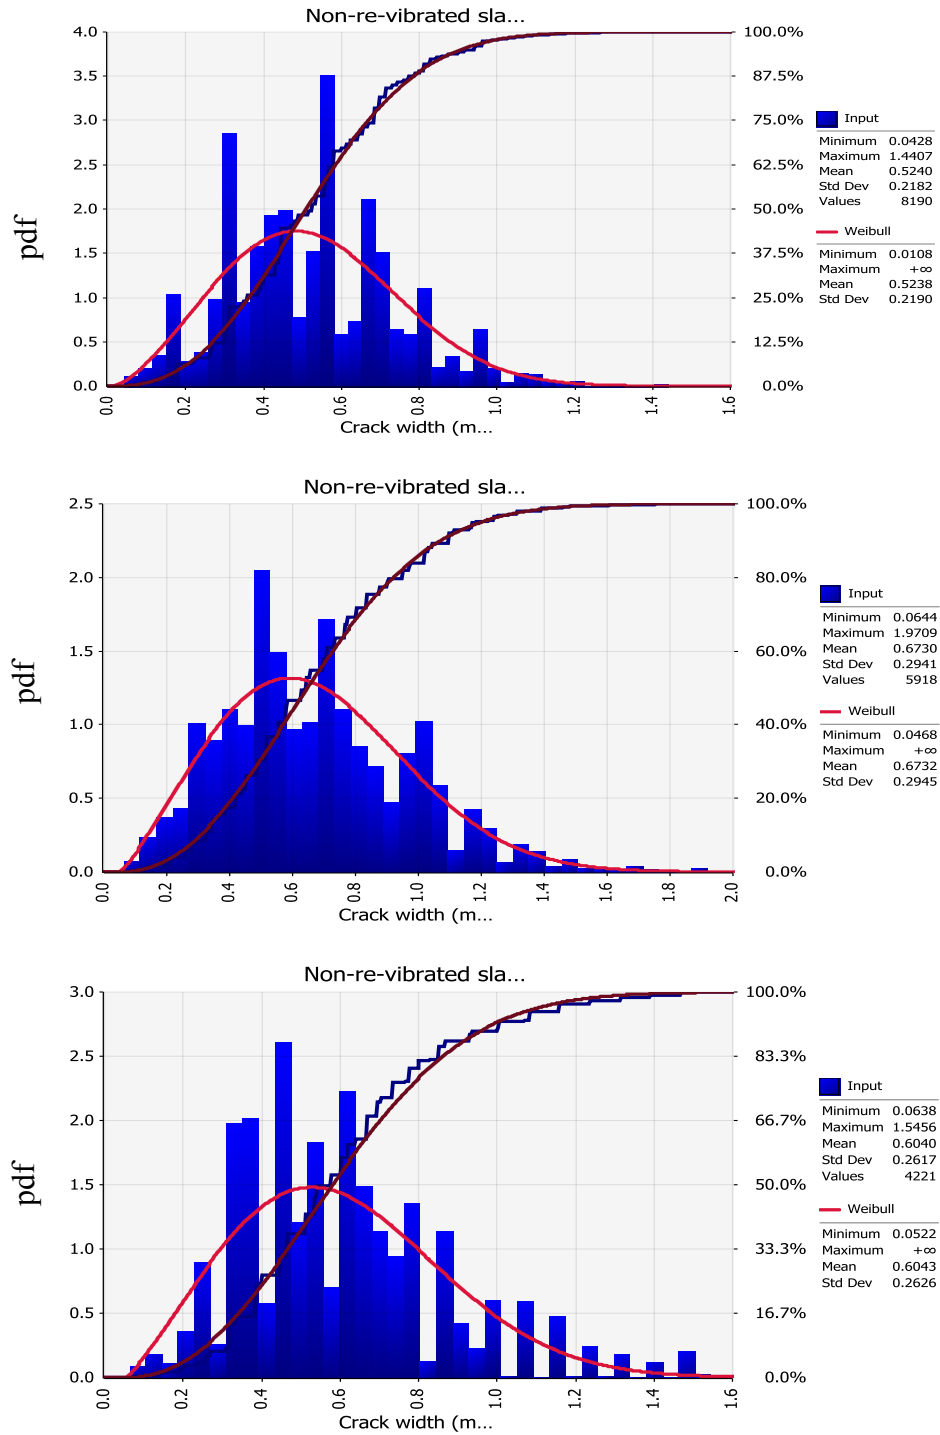 Non-re-vibrated sla...
pdf
4.0
3.5
3.0
2.5
2.0
1.5
1.0
0.5
0.0
100.0%
87.5%
75.0%
62.5%
50.0%
37.5%
25.0%
12.5%
0.0%
0.0 0.2 0.4 0.6 0.8 1.0 1.2 1.4 1.6
Crack width (m...
Input
Minimum 0.0428
Maximum 1.4407
Mean 0.5240
Std Dev 0.2182
Values 8190
Weibull
Minimum 0.0108
Maximum +∞
Mean 0.5238
Std Dev 0.2190
Non-re-vibrated sla...
pdf
2.5
2.0
1.5
1.0
0.5
0.0
100.0%
80.0%
60.0%
40.0%
20.0%
0.0%
0.0 0.2 0.4 0.6 0.8 1.0 1.2 1.4 1.6 1.8 2.0
Crack width (m...
Input
Minimum 0.0644
Maximum 1.9709
Mean 0.6730
Std Dev 0.2941
Values 5918
Weibull
Minimum 0.0468
Maximum +∞
Mean 0.6732
Std Dev 0.2945
Non-re-vibrated sla...
pdf
3.0
2.5
2.0
1.5
1.0
0.5
0.0
100.0%
83.3%
66.7%
50.0%
33.3%
16.7%
0.0%
0.0 0.2 0.4 0.6 0.8 1.0 1.2 1.4 1.6
Crack width (m...
Input
Minimum 0.0638
Maximum 1.5456
Mean 0.6040
Std Dev 0.2617
Values 4221
Weibull
Minimum 0.0522
Maximum +∞
Mean 0.6043
Std Dev 0.2626